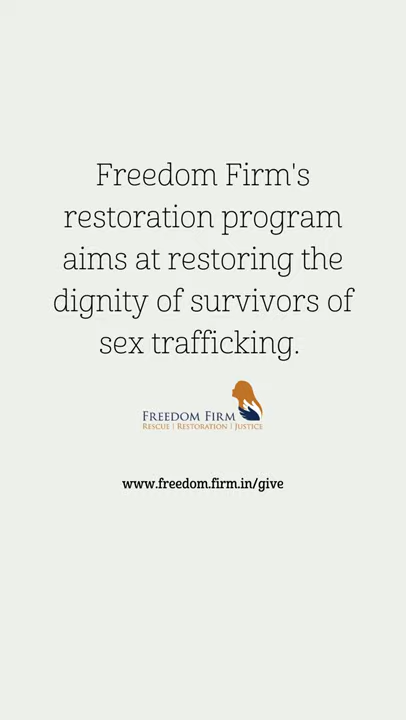 Freedom Firm's
restoration program
aims at restoring the
dignity of survivors of
sex trafficking.
FREEDOM FIRM
RESCUE | RESTORATION | JUSTICE
www.freedom.firm.in/give